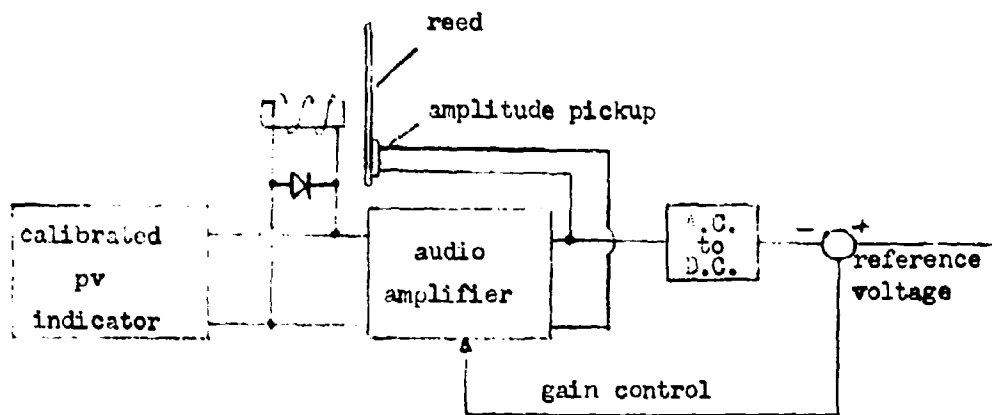 reed
amplitude pickup
calibrated
pv
indicator
audio
amplifier
A.C.
to
D.C.
-
+
reference
voltage
gain control